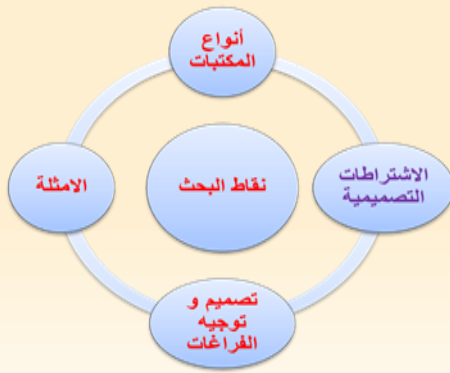 أنواع
المكتبات
الاشتراطات
التصميمية
نقاط البحث
الامثلة
تصميم و
توجيه
الفراغات